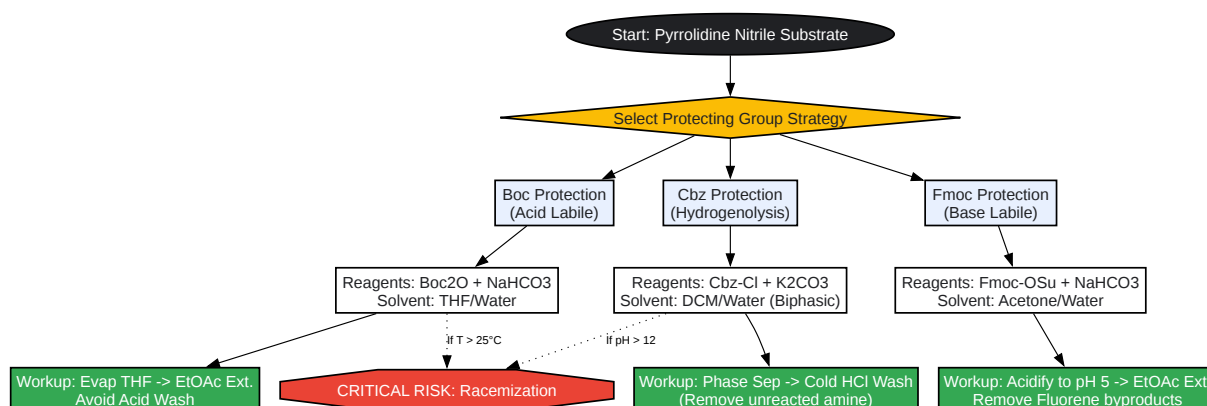 Start: Pyrrolidine Nitrile Substrate
Select Protecting Group Strategy
Boc Protection
(Acid Labile)
Cbz Protection
(Hydrogenolysis)
Fmoc Protection
(Base Labile)
Reagents: Boc2O + NaHCO3
Solvent: THF/Water
Reagents: Cbz-Cl + K2CO3
Solvent: DCM/Water (Biphasic)
Reagents: Fmoc-OSu + NaHCO3
Solvent: Acetone/Water
If T > 25°C
If pH > 12
Workup: Evap THF -> EtOAc Ext.
Avoid Acid Wash
CRITICAL RISK: Racemization
Workup: Phase Sep -> Cold HCl Wash
(Remove unreacted amine)
Workup: Acidify to pH 5 -> EtOAc Ext
Remove Fluorene byproducts